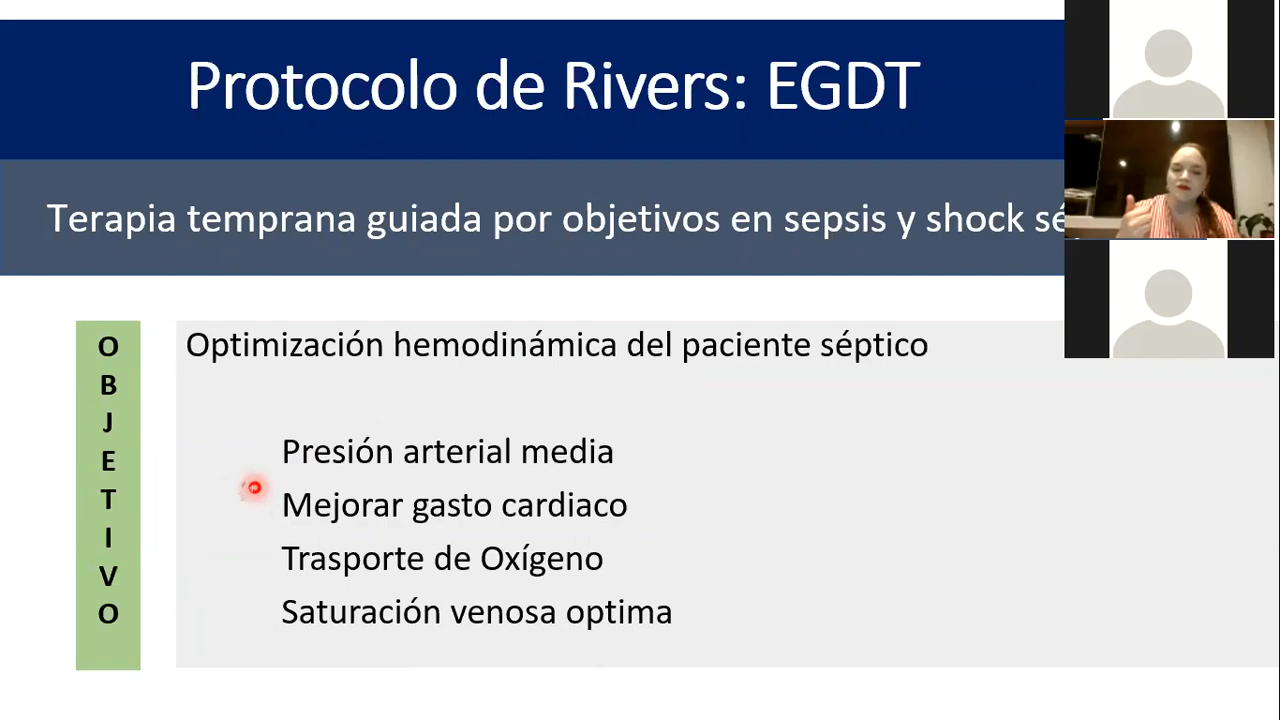 Protocolo de Rivers: EGDT
Terapia temprana guiada por objetivos en sepsis y shock
OBJETIVO
Optimización hemodinámica del paciente séptico
Presión arterial media
Mejorar gasto cardiaco
Trasporte de Oxígeno
Saturación venosa optima